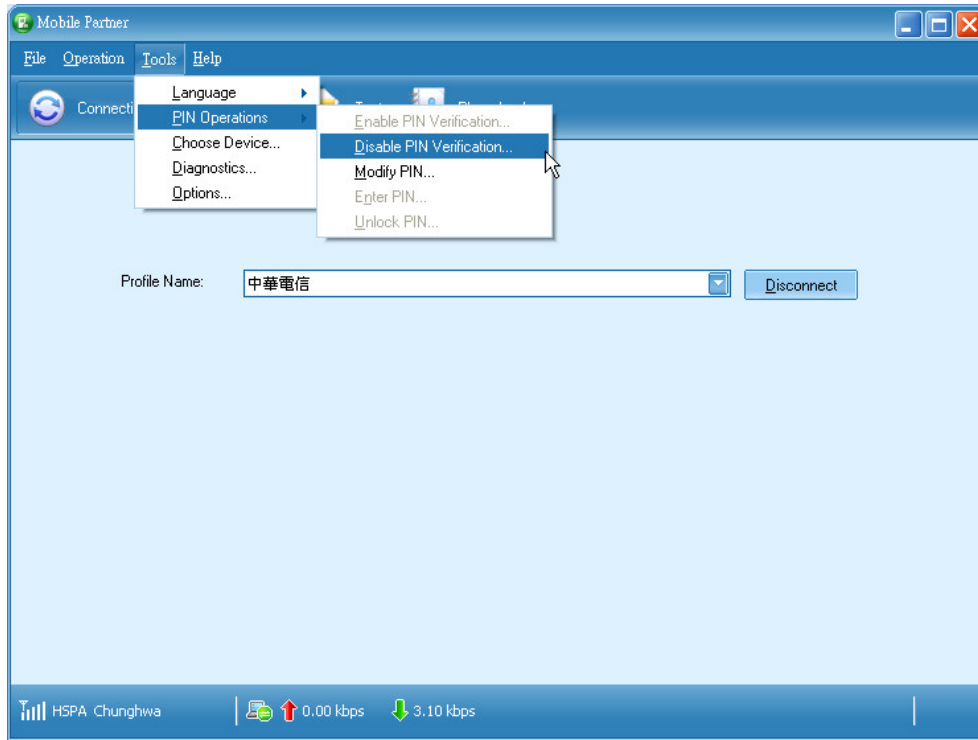 Mobile Partner
File Operation Tools Help
Connecti
Language
PIN Operations
Choose Device...
Diagnostics...
Options...
Enable PIN Verification...
Disable PIN Verification...
Modify PIN...
Enter PIN...
Unlock PIN...
Profile Name: 中華電信 Disconnect
HSPA Chunghwa 0.00 kbps 3.10 kbps